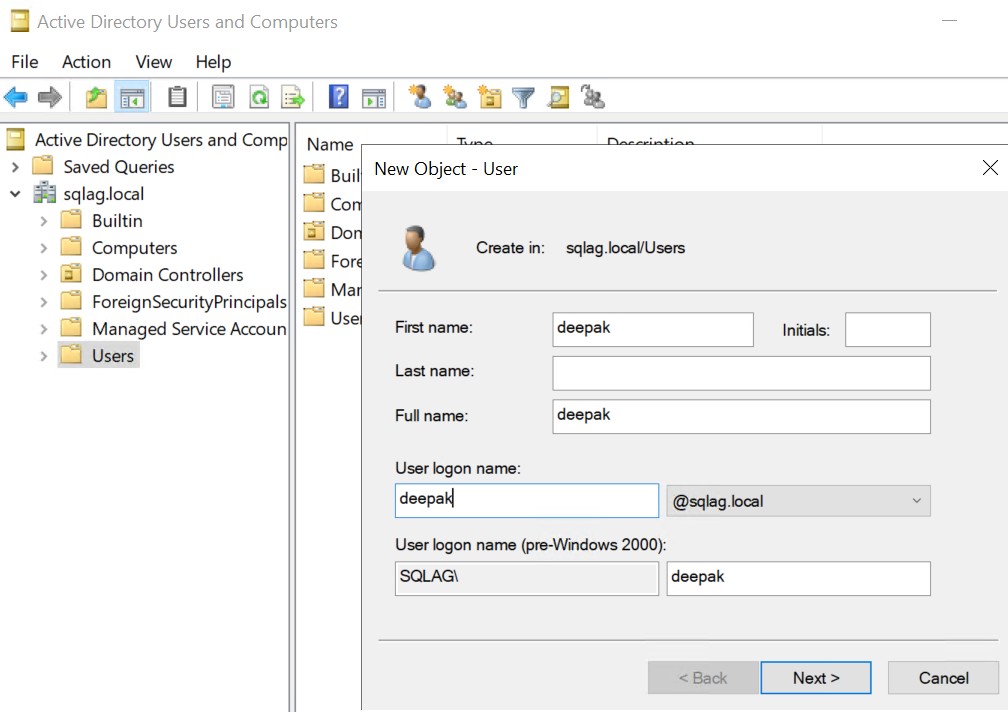 Active Directory Users and Computers
File Action View Help
Active Directory Users and Comp
Saved Queries
sqlag.local
Builtin
Computers
Domain Controllers
ForeignSecurityPrincipals
Managed Service Accoun
Users
Name Type Description
Buil
Com
Don
Fore
Mar
User
New Object - User
Create in: sqlag.local/Users
First name: deepak Initials:
Last name:
Full name: deepak
User logon name:
deepak @sqlag.local
User logon name (pre-Windows 2000):
SQLAG\ deepak
< Back Next > Cancel